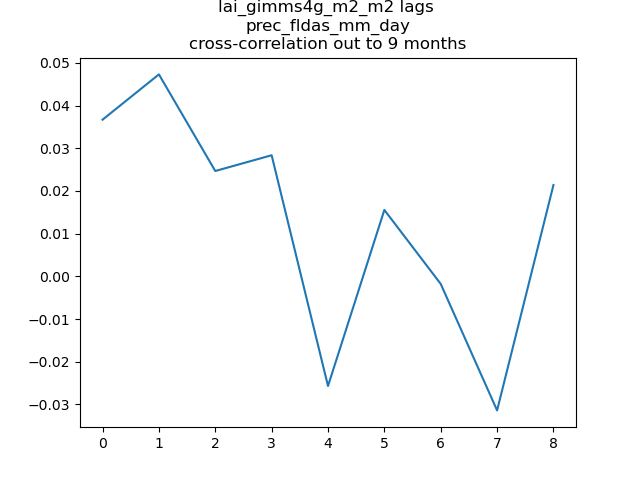 lai_gimms4g_m2_m2 lags
prec_fldas_mm_day
cross-correlation out to 9 months
0.05
0.04
0.03
0.02
0.01
0.00
−0.01
−0.02
−0.03
0 1 2 3 4 5 6 7 8